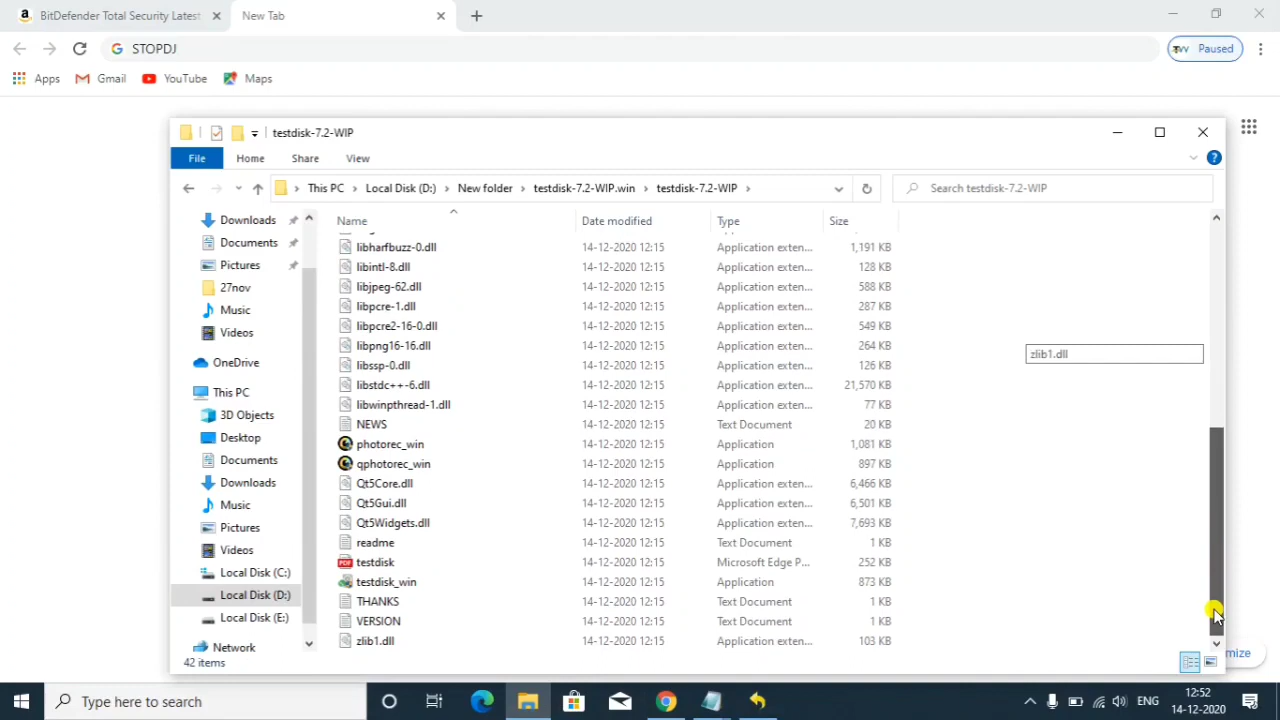 BitDefender Total Security Latest
New Tab
STOPDJ
Paused
Apps
Gmail
YouTube
Maps
testdisk-7.2-WIP
File
Home
Share
View
This PC
Local Disk (D:)
New folder
testdisk-7.2-WIP.win
testdisk-7.2-WIP
Search testdisk-7.2-WIP
Downloads
Documents
Pictures
27nov
Music
Videos
OneDrive
This PC
3D Objects
Desktop
Documents
Downloads
Music
Pictures
Videos
Local Disk (C:)
Local Disk (D:)
Local Disk (E:)
Network
Name Date modified Type Size
libharfbuzz-0.dll 14-12-2020 12:15 Application exten... 1,191 KB
libintl-8.dll 14-12-2020 12:15 Application exten... 128 KB
libjpeg-62.dll 14-12-2020 12:15 Application exten... 588 KB
libpcre-1.dll 14-12-2020 12:15 Application exten... 287 KB
libpcre2-16-0.dll 14-12-2020 12:15 Application exten... 549 KB
libpng16-16.dll 14-12-2020 12:15 Application exten... 264 KB
libssp-0.dll 14-12-2020 12:15 Application exten... 126 KB
libstdc++-6.dll 14-12-2020 12:15 Application exten... 21,570 KB
libwinpthread-1.dll 14-12-2020 12:15 Application exten... 77 KB
NEWS 14-12-2020 12:15 Text Document 20 KB
photorec_win 14-12-2020 12:15 Application 1,081 KB
qphotorec_win 14-12-2020 12:15 Application 897 KB
Qt5Core.dll 14-12-2020 12:15 Application exten... 6,466 KB
Qt5Gui.dll 14-12-2020 12:15 Application exten... 6,501 KB
Qt5Widgets.dll 14-12-2020 12:15 Application exten... 7,693 KB
readme 14-12-2020 12:15 Text Document 1 KB
testdisk 14-12-2020 12:15 Microsoft Edge P... 252 KB
testdisk_win 14-12-2020 12:15 Application 873 KB
THANKS 14-12-2020 12:15 Text Document 1 KB
VERSION 14-12-2020 12:15 Text Document 1 KB
zlib1.dll 14-12-2020 12:15 Application exten... 103 KB
zlib1.dll
42 items
mize
Type here to search
ENG
12:52
14-12-2020